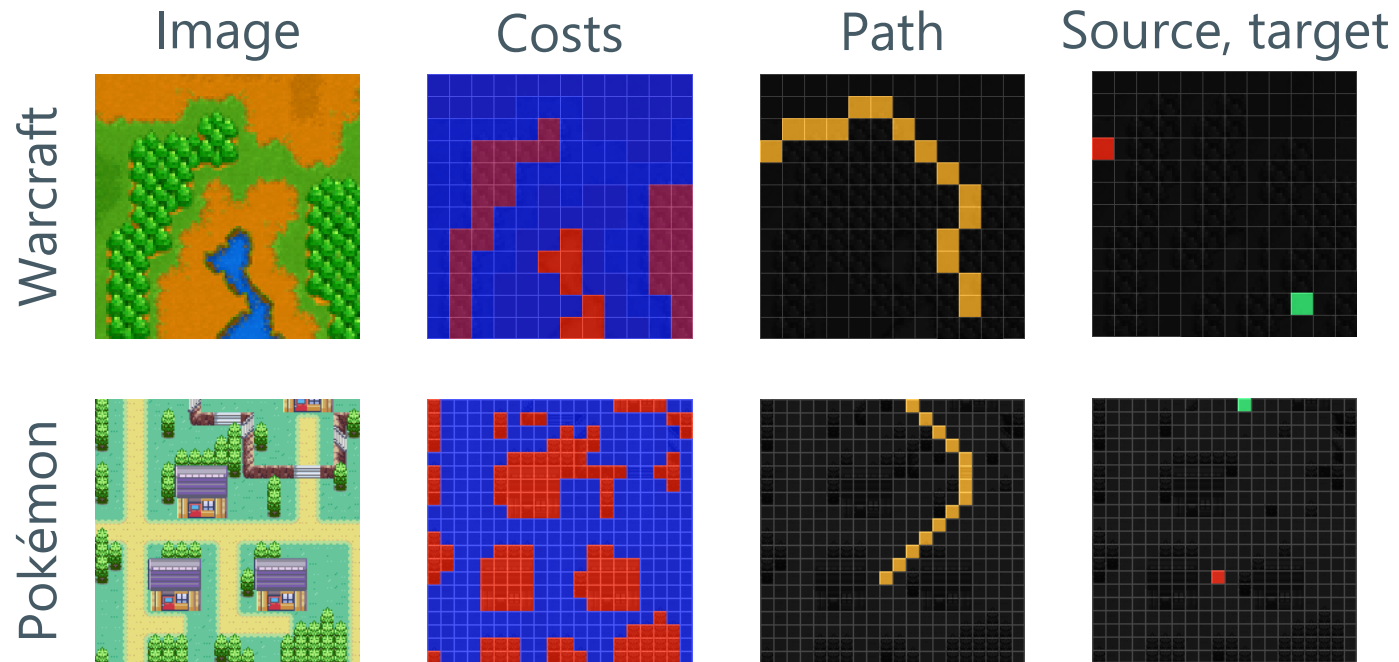 Image
Costs
Path
Source, target
Warcraft
Pokémon